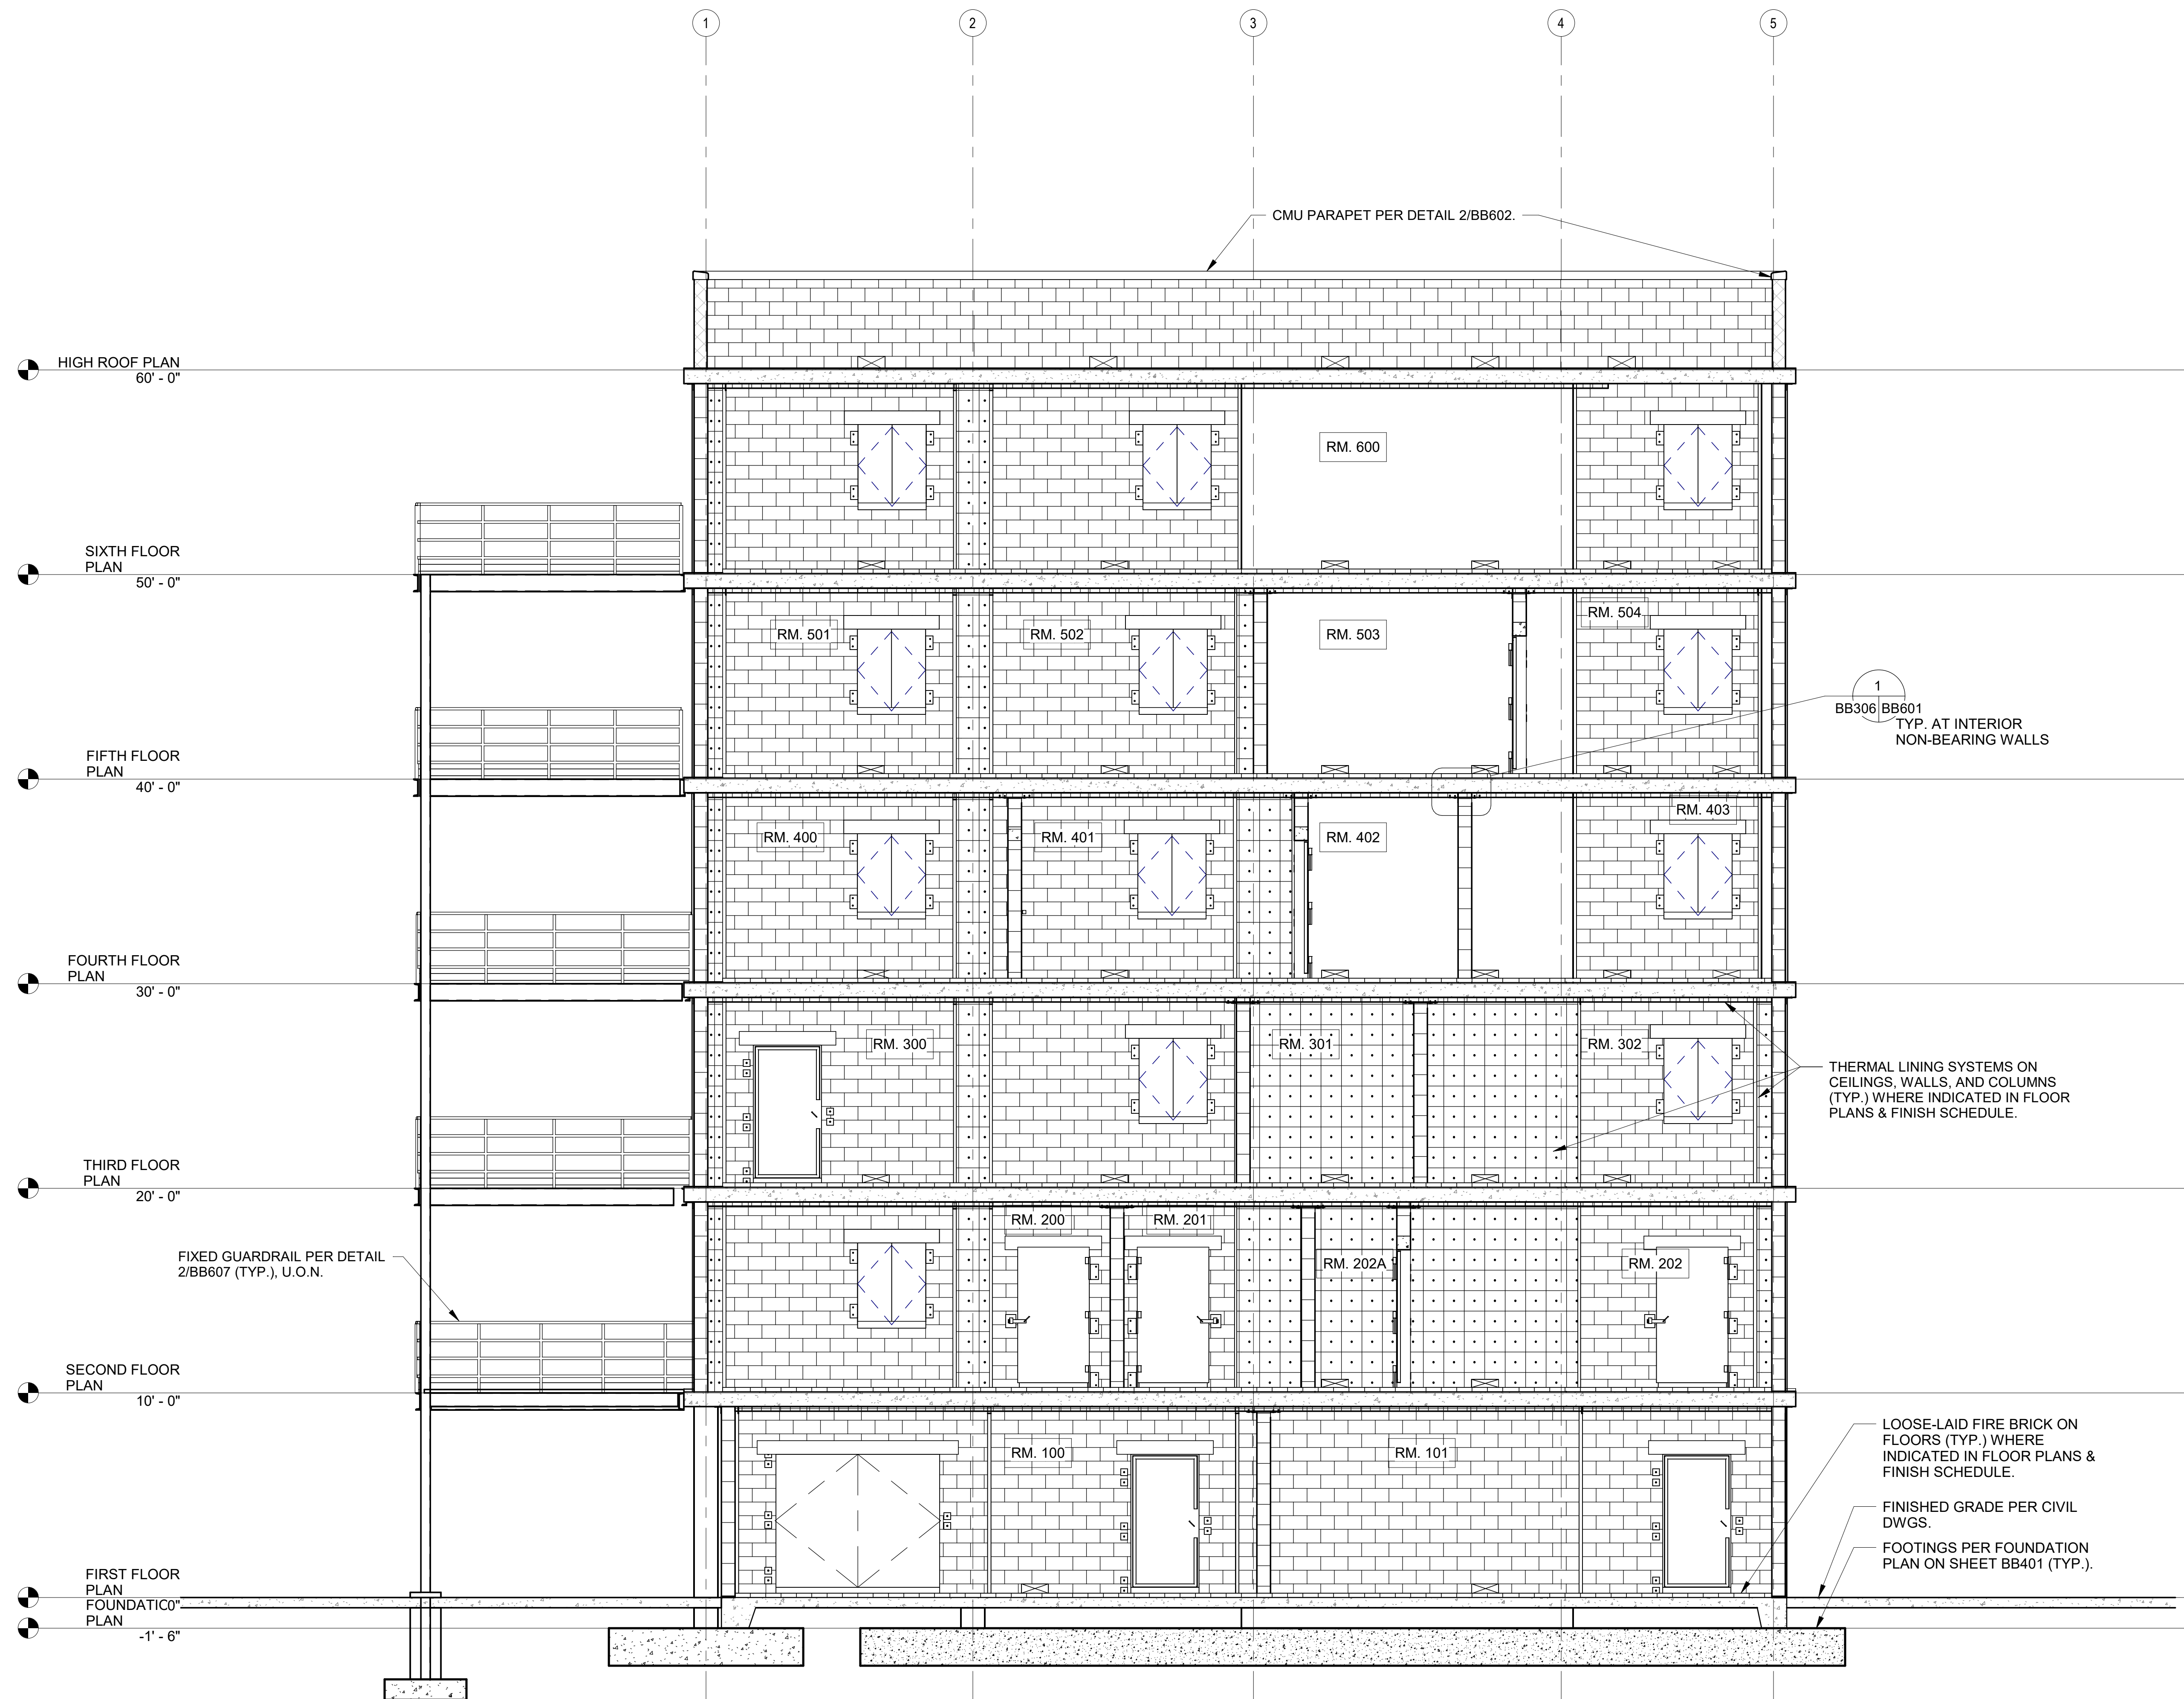 1
2
3
4
5
CMU PARAPET PER DETAIL 2/BB602.
HIGH ROOF PLAN
60' - 0"
RM. 600
SIXTH FLOOR
PLAN
50' - 0"
RM. 501
RM. 502
RM. 503
RM. 504
1
BB306 BB601
TYP. AT INTERIOR
NON-BEARING WALLS
FIFTH FLOOR
PLAN
40' - 0"
RM. 400
RM. 401
RM. 402
RM. 403
FOURTH FLOOR
PLAN
30' - 0"
RM. 300
RM. 301
RM. 302
THERMAL LINING SYSTEMS ON
CEILINGS, WALLS, AND COLUMNS
(TYP.) WHERE INDICATED IN FLOOR
PLANS & FINISH SCHEDULE.
THIRD FLOOR
PLAN
20' - 0"
RM. 200
RM. 201
RM. 202A
RM. 202
FIXED GUARDRAIL PER DETAIL
2/BB607 (TYP.), U.O.N.
SECOND FLOOR
PLAN
10' - 0"
RM. 100
RM. 101
LOOSE-LAID FIRE BRICK ON
FLOORS (TYP.) WHERE
INDICATED IN FLOOR PLANS &
FINISH SCHEDULE.
FINISHED GRADE PER CIVIL
DWGS.
FOOTINGS PER FOUNDATION
PLAN ON SHEET BB401 (TYP.).
FIRST FLOOR
PLAN
FOUNDATIC0"
PLAN
-1' - 6"